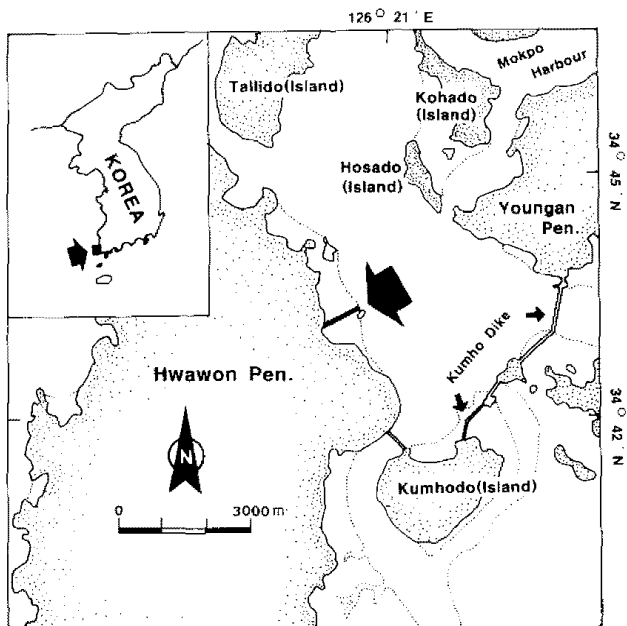 126° 21' E
Tallido(Island)
Kohado
(Island)
Mokpo
Harbour
Hosado
(Island)
34° 45' N
Youngan
Pen.
KOREA
Kumho Dike
Hwawon Pen.
34° 42' N
N
Kumhodo(Island)
0 3000m